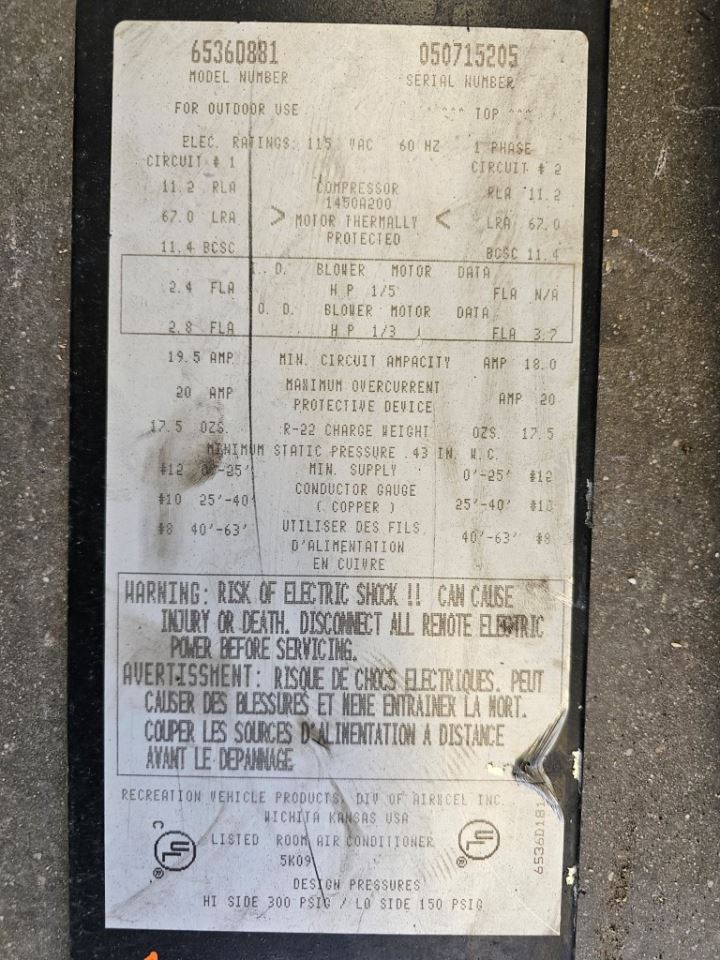 6536D881 050715205
MODEL NUMBER SERIAL NUMBER
FOR OUTDOOR USE TOP
ELEC. RATINGS: 115 VAC 60 HZ 1 PHASE
CIRCUIT # 1 CIRCUIT # 2
11.2 RLA COMPRESSOR RLA 11.2
1450A200
67.0 LRA > MOTOR THERMALLY < LRA 67.0
PROTECTED
11.4 BCSC BCSC 11.4
D. BLOWER MOTOR DATA
2.4 FLA H P 1/5 FLA N/A
O. D. BLOWER MOTOR DATA
2.8 FLA H P 1/3 FLA 3.7
19.5 AMP MIN. CIRCUIT AMPACITY AMP 18.0
MAXIMUM OVERCURRENT
20 AMP PROTECTIVE DEVICE AMP 20
17.5 OZS. R-22 CHARGE WEIGHT OZS. 17.5
MINIMUM STATIC PRESSURE .43 IN. W.C.
#12 0'-25' MIN. SUPPLY 0'-25' #12
CONDUCTOR GAUGE
#10 25'-40' ( COPPER ) 25'-40' #10
#8 40'-63' UTILISER DES FILS 40'-63' #8
D'ALIMENTATION
EN CUIVRE
WARNING: RISK OF ELECTRIC SHOCK !! CAN CAUSE
INJURY OR DEATH. DISCONNECT ALL REMOTE ELECTRIC
POWER BEFORE SERVICING.
AVERTISSMENT: RISQUE DE CHOCS ELECTRIQUES. PEUT
CAUSER DES BLESSURES ET MEME ENTRAINER LA MORT.
COUPER LES SOURCES D'ALIMENTATION A DISTANCE
AVANT LE DEPANNAGE
RECREATION VEHICLE PRODUCTS, DIV OF AIRXCEL INC.
WICHITA KANSAS USA
C UL ® LISTED ROOM AIR CONDITIONER UL ®
5K09
DESIGN PRESSURES
HI SIDE 300 PSIG / LO SIDE 150 PSIG
6536D181